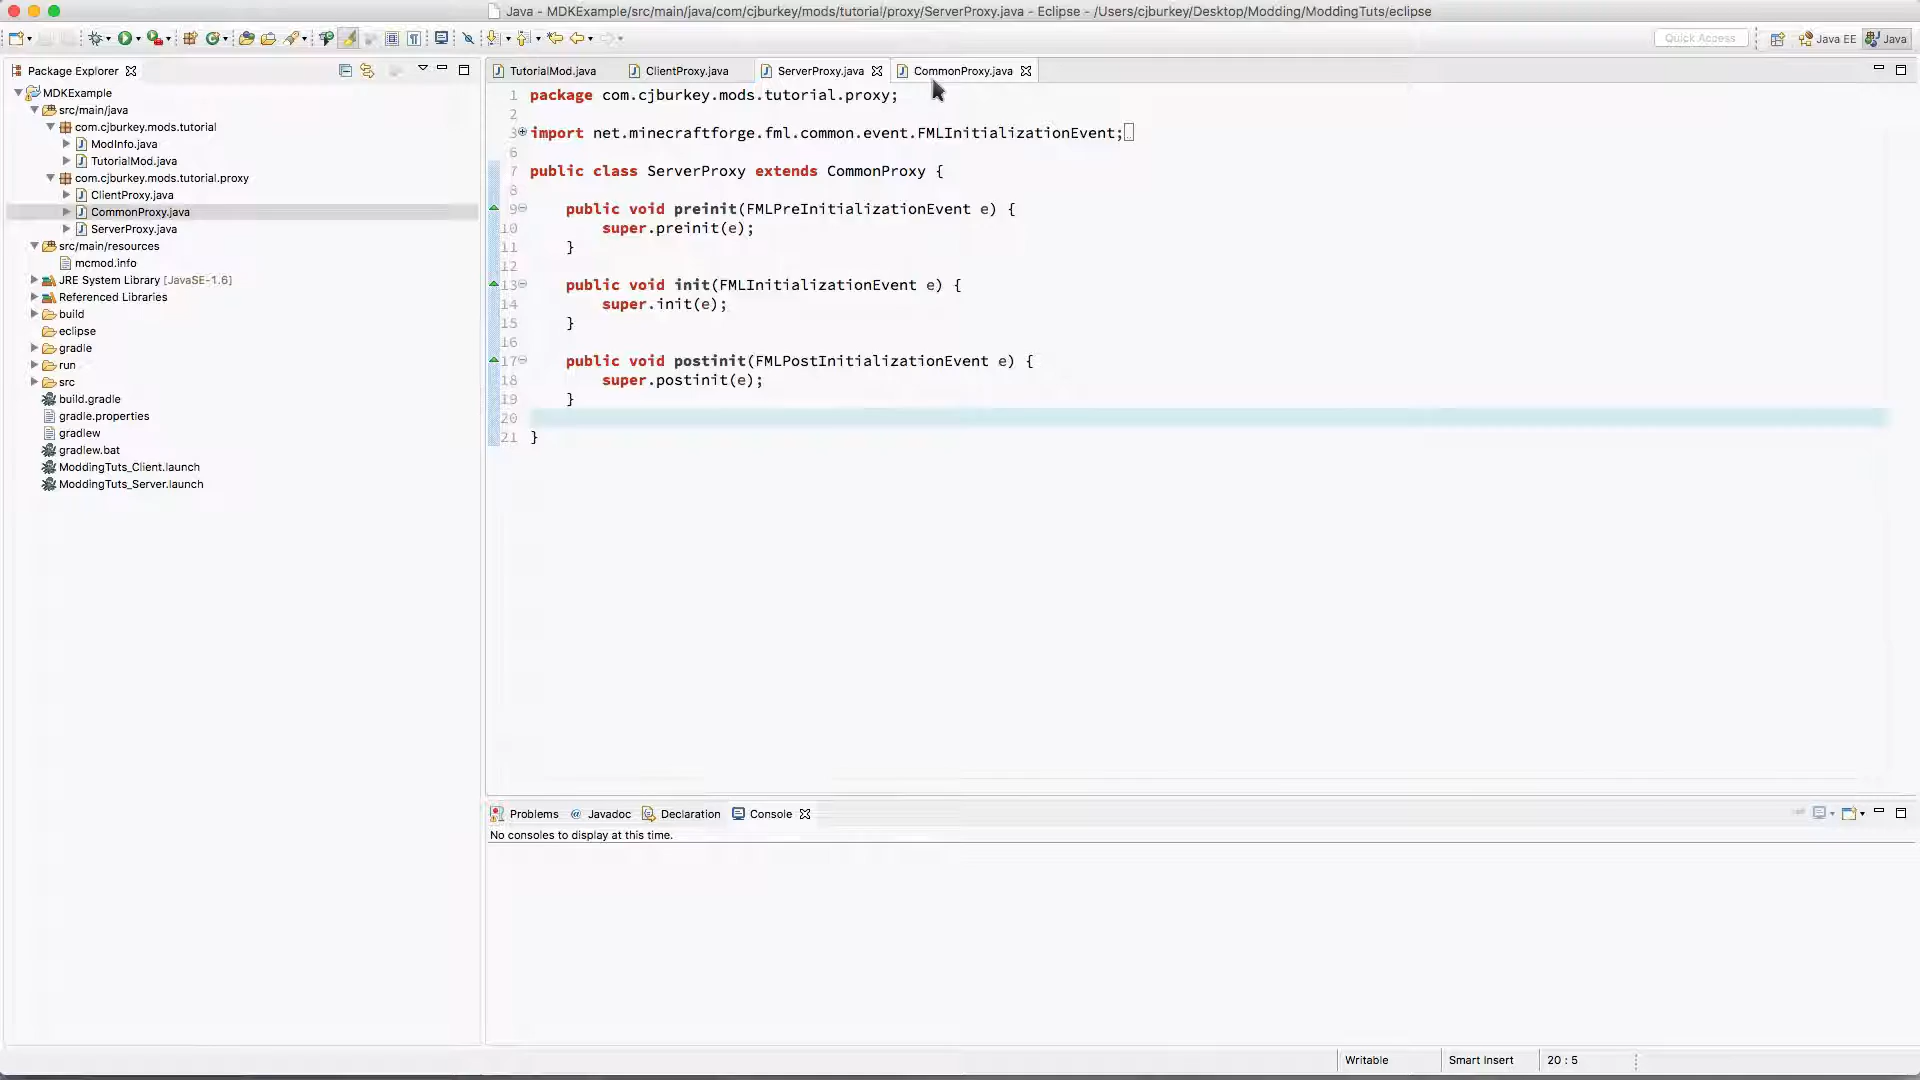 Java - MDKExample/src/main/java/com/cjburkey/mods/tutorial/proxy/ServerProxy.java - Eclipse - /Users/cjburkey/Desktop/Modding/ModdingTuts/eclipse
Quick Access
Java EE
Java
Package Explorer
MDKExample
src/main/java
com.cjburkey.mods.tutorial
ModInfo.java
TutorialMod.java
com.cjburkey.mods.tutorial.proxy
ClientProxy.java
CommonProxy.java
ServerProxy.java
src/main/resources
mcmod.info
JRE System Library [JavaSE-1.6]
Referenced Libraries
build
eclipse
gradle
run
src
build.gradle
gradle.properties
gradlew
gradlew.bat
ModdingTuts_Client.launch
ModdingTuts_Server.launch
TutorialMod.java
ClientProxy.java
ServerProxy.java
CommonProxy.java
1 package com.cjburkey.mods.tutorial.proxy;
2
3 import net.minecraftforge.fml.common.event.FMLInitializationEvent;
6
7 public class ServerProxy extends CommonProxy {
8
9 public void preinit(FMLPreInitializationEvent e) {
10 super.preinit(e);
11 }
12
13 public void init(FMLInitializationEvent e) {
14 super.init(e);
15 }
16
17 public void postinit(FMLPostInitializationEvent e) {
18 super.postinit(e);
19 }
20
21 }
Problems
@ Javadoc
Declaration
Console
No consoles to display at this time.
Writable
Smart Insert
20 : 5